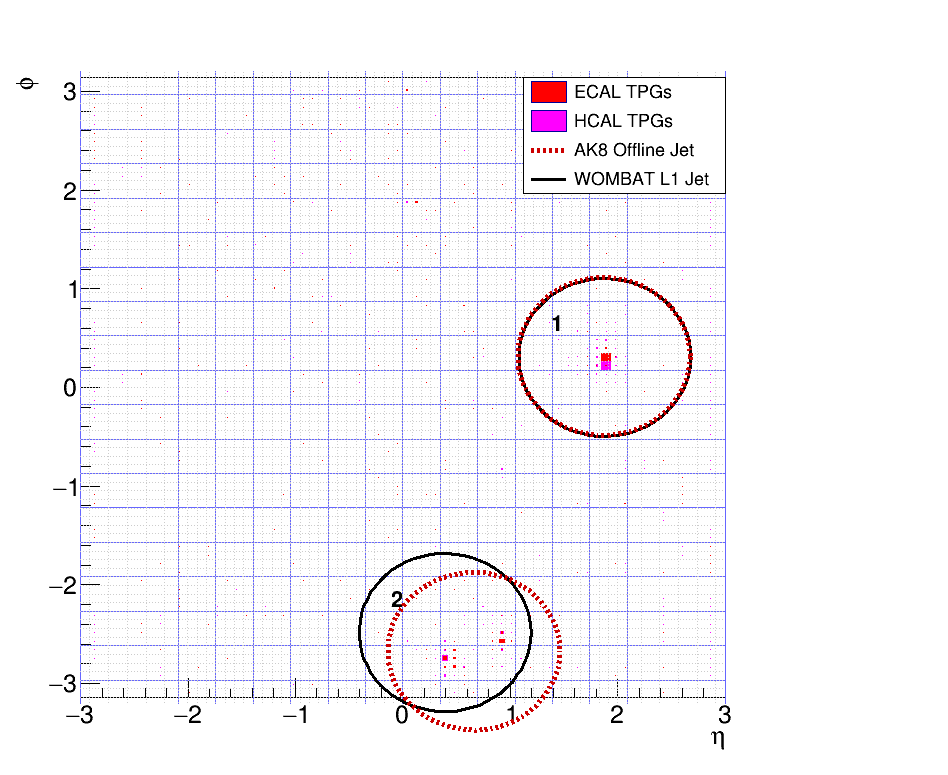 ϕ
3
ECAL TPGs
HCAL TPGs
AK8 Offline Jet
WOMBAT L1 Jet
2
1
1
0
−1
−2
2
−3
−3 −2 −1 0 1 2 3
η